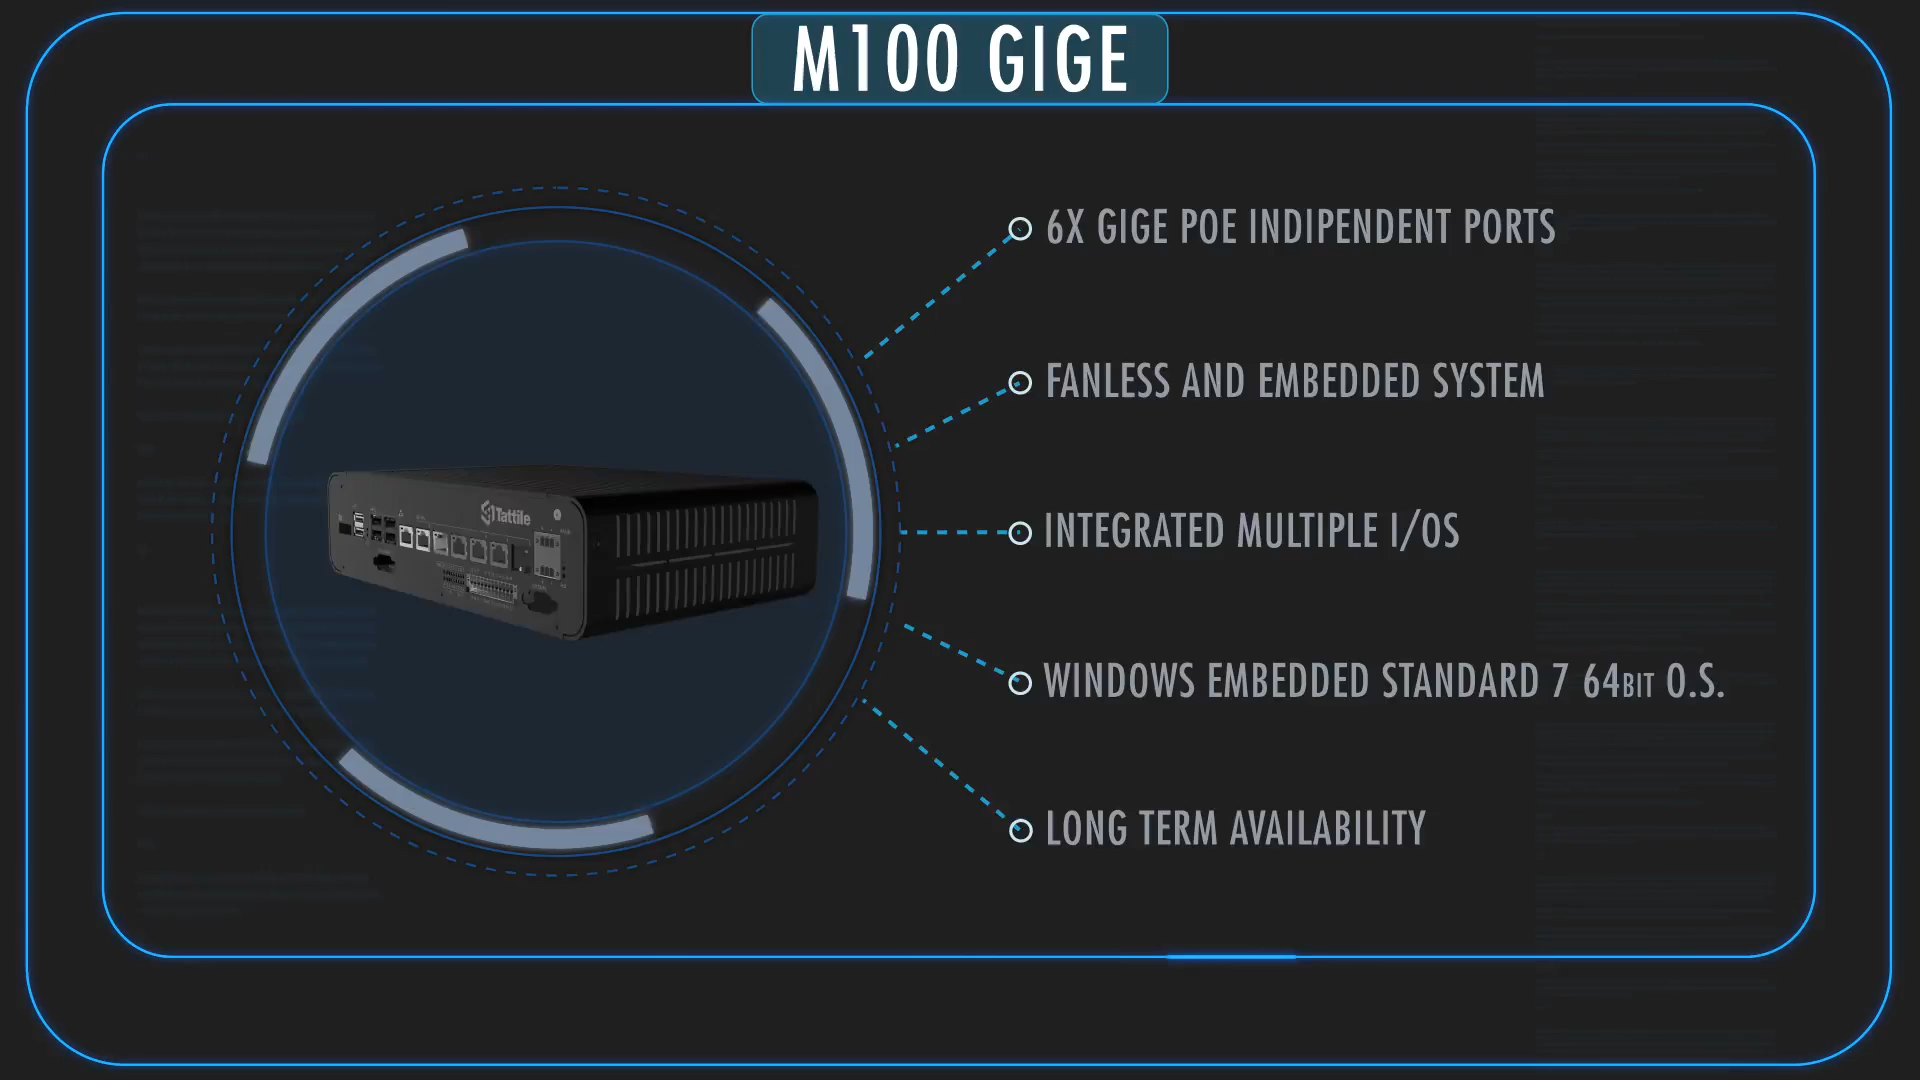 M100 GIGE
6X GIGE POE INDIPENDENT PORTS
FANLESS AND EMBEDDED SYSTEM
Tattile
INTEGRATED MULTIPLE I/OS
WINDOWS EMBEDDED STANDARD 7 64BIT O.S.
LONG TERM AVAILABILITY